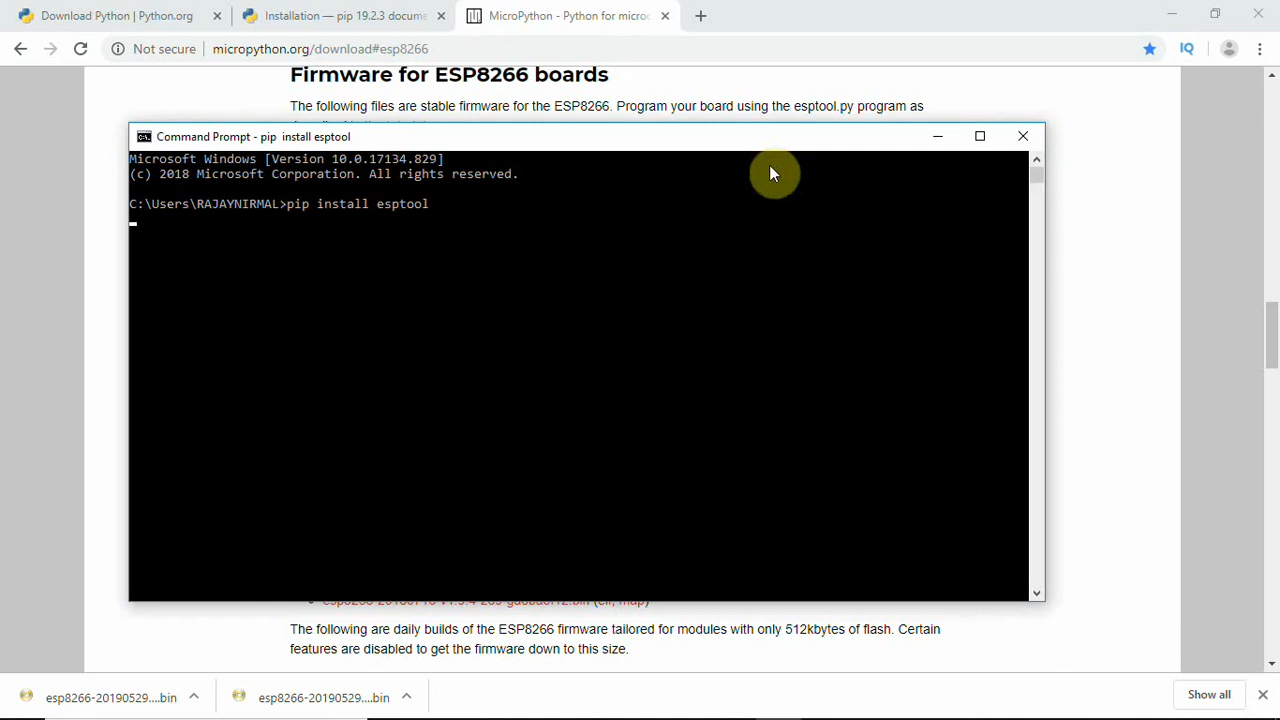 Download Python | Python.org
Installation — pip 19.2.3 docume
MicroPython - Python for microc
Not secure | micropython.org/download#esp8266
IQ
Firmware for ESP8266 boards
The following files are stable firmware for the ESP8266. Program your board using the esptool.py program as
Command Prompt - pip  install esptool
Microsoft Windows [Version 10.0.17134.829]
(c) 2018 Microsoft Corporation. All rights reserved.
C:\Users\RAJAYNIRMAL>pip install esptool
The following are daily builds of the ESP8266 firmware tailored for modules with only 512kbytes of flash. Certain
features are disabled to get the firmware down to this size.
esp8266-20190529....bin
esp8266-20190529....bin
Show all